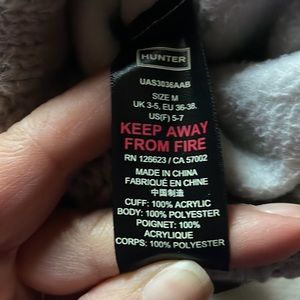 HUNTER
UAS3036AAB
SIZE M
UK 3-5, EU 36-38,
US(F) 5-7
KEEP AWAY
FROM FIRE
RN 126623 / CA 57002
MADE IN CHINA
FABRIQUÉ EN CHINE
中国制造
CUFF: 100% ACRYLIC
BODY: 100% POLYESTER
POIGNET: 100%
ACRYLIQUE
CORPS: 100% POLYESTER